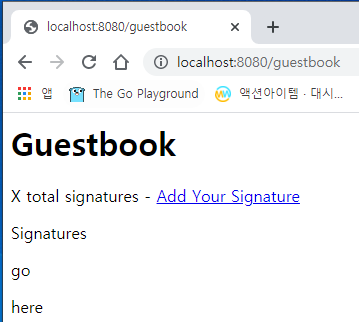 localhost:8080/guestbook
localhost:8080/guestbook
앱 The Go Playground 액션아이템 · 대시...
Guestbook
X total signatures - Add Your Signature
Signatures
go
here